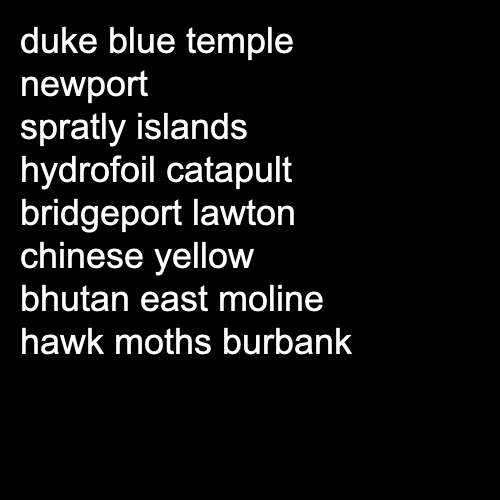 duke blue temple
newport
spratly islands
hydrofoil catapult
bridgeport lawton
chinese yellow
bhutan east moline
hawk moths burbank